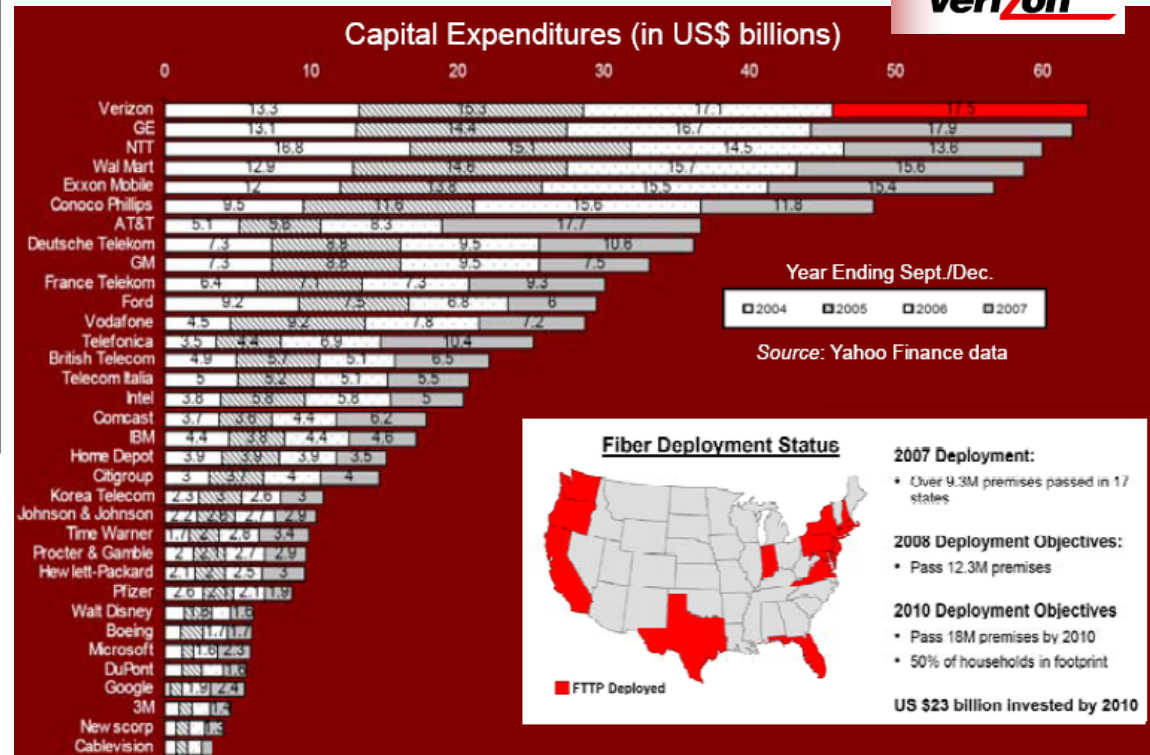 verizon
Capital Expenditures (in US$ billions)
0 10 20 30 40 50 60
Verizon 13.3 15.3 17.1 17.5
GE 13.1 14.4 16.7 17.9
NTT 16.8 15.1 14.5 13.6
Wal Mart 12.9 14.6 15.7 15.6
Exxon Mobile 12 13.8 15.5 15.4
Conoco Phillips 9.5 11.6 15.6 11.8
AT&T 5.1 5.6 8.3 17.7
Deutsche Telekom 7.3 8.8 9.5 10.6
GM 7.3 8.8 9.5 7.5
France Telekom 6.4 7.1 7.3 9.3
Ford 9.2 7.5 6.8 6
Vodafone 4.5 9.2 7.8 7.2
Telefonica 3.5 4.4 6.9 10.4
British Telecom 4.9 5.7 5.1 6.5
Telecom Italia 5 5.2 5.1 5.5
Intel 3.8 5.8 5.8 5
Comcast 3.7 3.6 4.4 6.2
IBM 4.4 3.8 4.4 4.6
Home Depot 3.9 3.9 3.9 3.5
Citigroup 3 3.7 4 4
Korea Telecom 2.3 3 2.6 3
Johnson & Johnson 2.2 2.6 2.7 2.9
Time Warner 1.7 2 2.8 3.4
Procter & Gamble 2 2.7 2.9
Hewlett-Packard 2.1 2 2.5 3
Pfizer 2.6 2.1 1.9
Walt Disney
Boeing 1.7 1.7
Microsoft 1.6 2.3
DuPont
Google 1.9 2.4
3M
Newscorp
Cablevision
Year Ending Sept./Dec.
2004 2005 2006 2007
Source: Yahoo Finance data
Fiber Deployment Status
FTTP Deployed
2007 Deployment:
• Over 9.3M premises passed in 17
states
2008 Deployment Objectives:
• Pass 12.3M premises
2010 Deployment Objectives
• Pass 18M premises by 2010
• 50% of households in footprint
US $23 billion invested by 2010